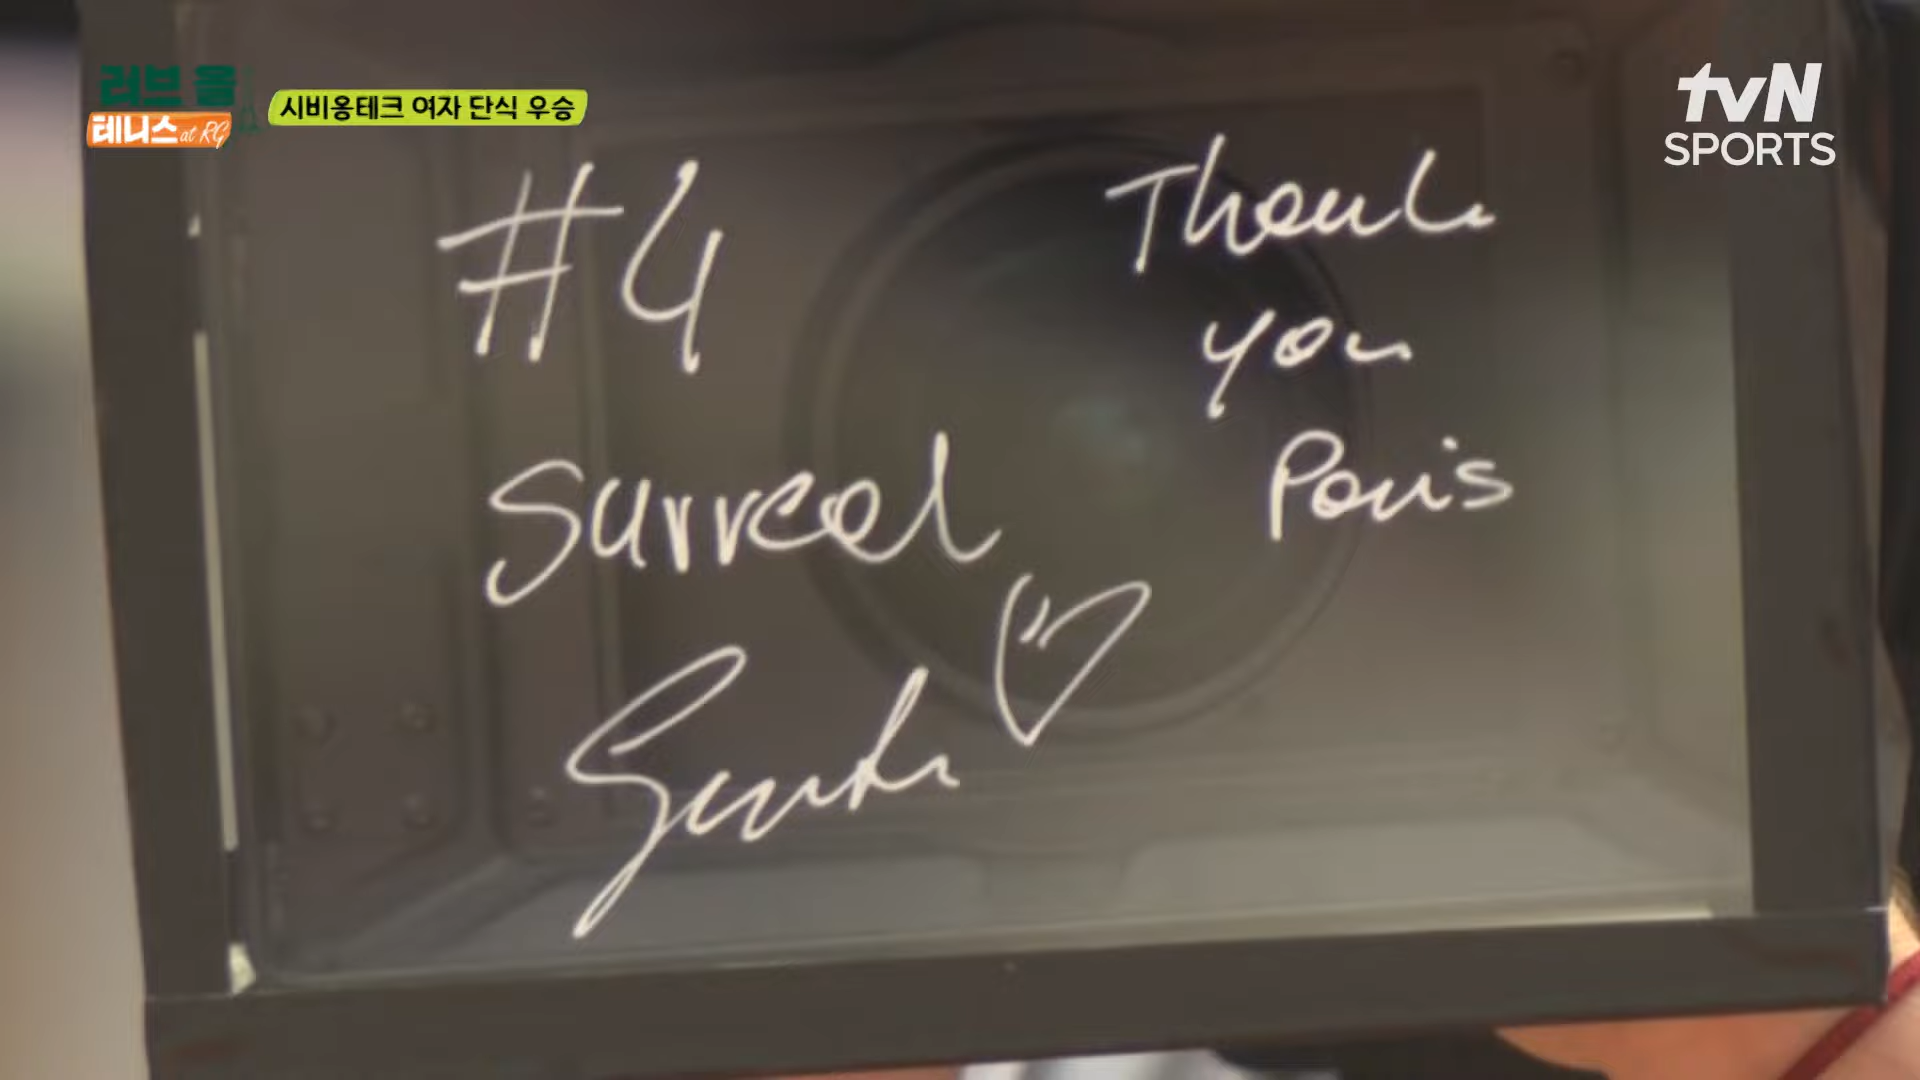 러브 올
테니스 at RG
시비옹테크 여자 단식 우승
tvN
SPORTS
#4
Surreal
Thank
you
Paris